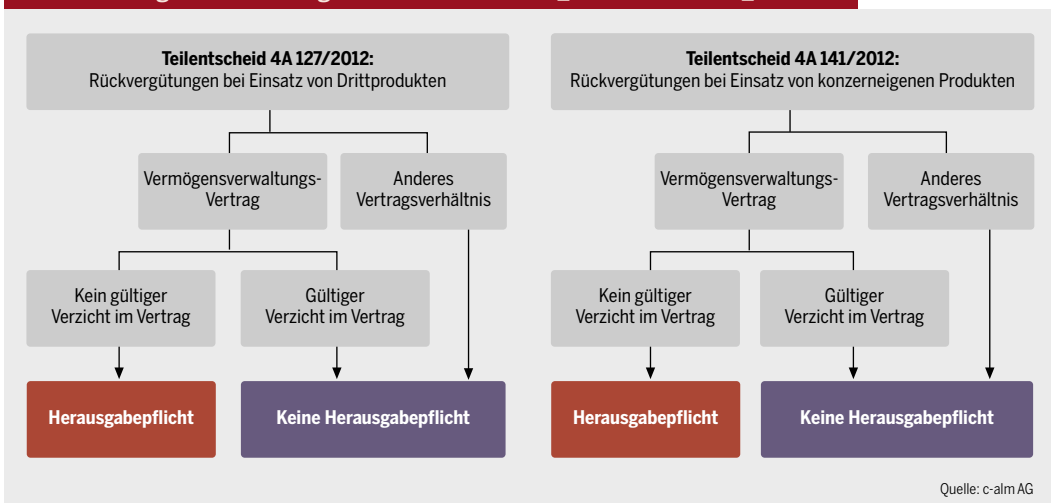 Teilentscheid 4A 127/2012:
Rückvergütungen bei Einsatz von Drittprodukten
Vermögensverwaltungs-
Vertrag
Anderes
Vertragsverhältnis
Kein gültiger
Verzicht im Vertrag
Gültiger
Verzicht im Vertrag
Herausgabepflicht
Keine Herausgabepflicht
Teilentscheid 4A 141/2012:
Rückvergütungen bei Einsatz von konzerneigenen Produkten
Vermögensverwaltungs-
Vertrag
Anderes
Vertragsverhältnis
Kein gültiger
Verzicht im Vertrag
Gültiger
Verzicht im Vertrag
Herausgabepflicht
Keine Herausgabepflicht
Quelle: c-alm AG